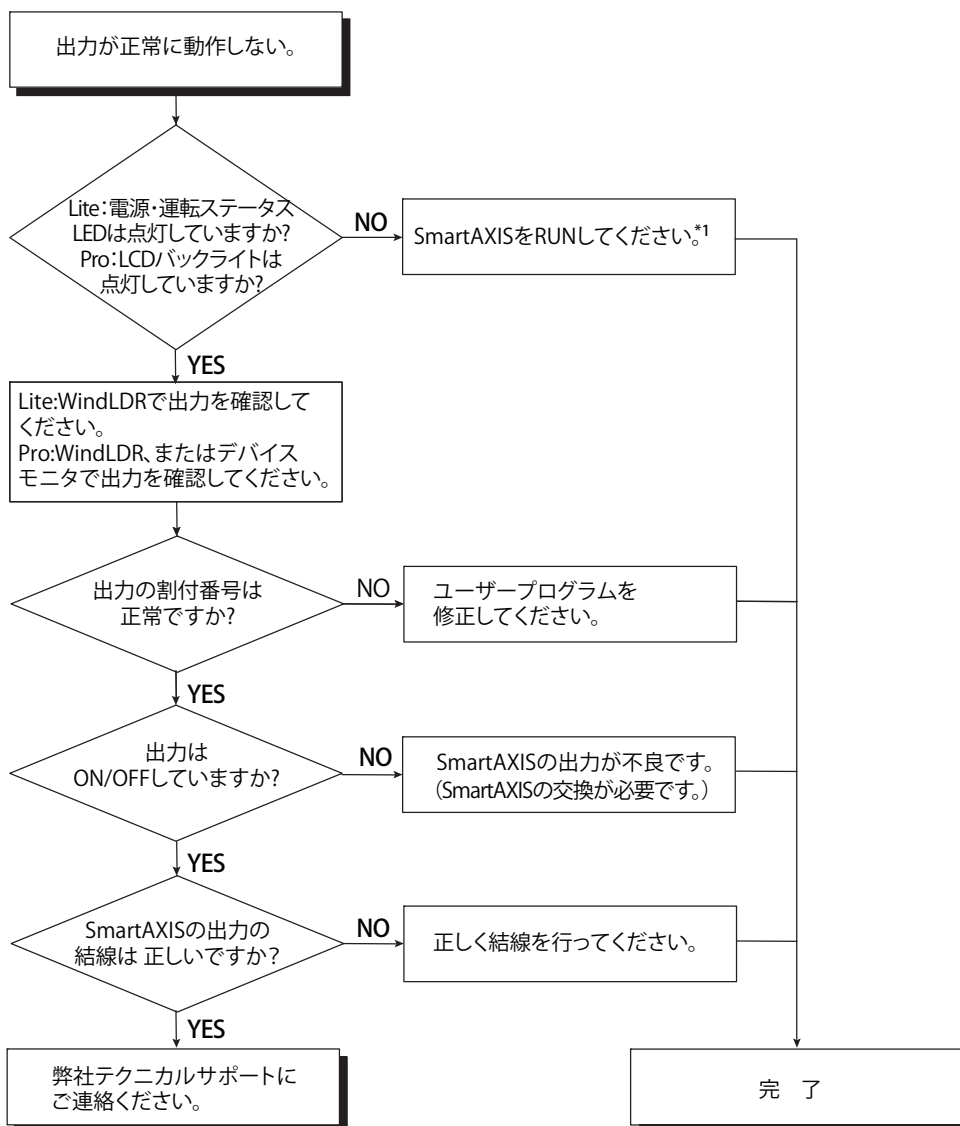 出力が正常に動作しない。
Lite：電源・運転ステータス
LEDは点灯していますか?
Pro：LCDバックライトは
点灯していますか?
NO
SmartAXISをRUNしてください。*1
YES
Lite:WindLDRで出力を確認して
ください。
Pro:WindLDR、またはデバイス
モニタで出力を確認してください。
出力の割付番号は
正常ですか?
NO
ユーザープログラムを
修正してください。
YES
出力は
ON/OFFしていますか?
NO
SmartAXISの出力が不良です。
（SmartAXISの交換が必要です。）
YES
SmartAXISの出力の
結線は 正しいですか？
NO
正しく結線を行ってください。
YES
弊社テクニカルサポートに
ご連絡ください。
完 了